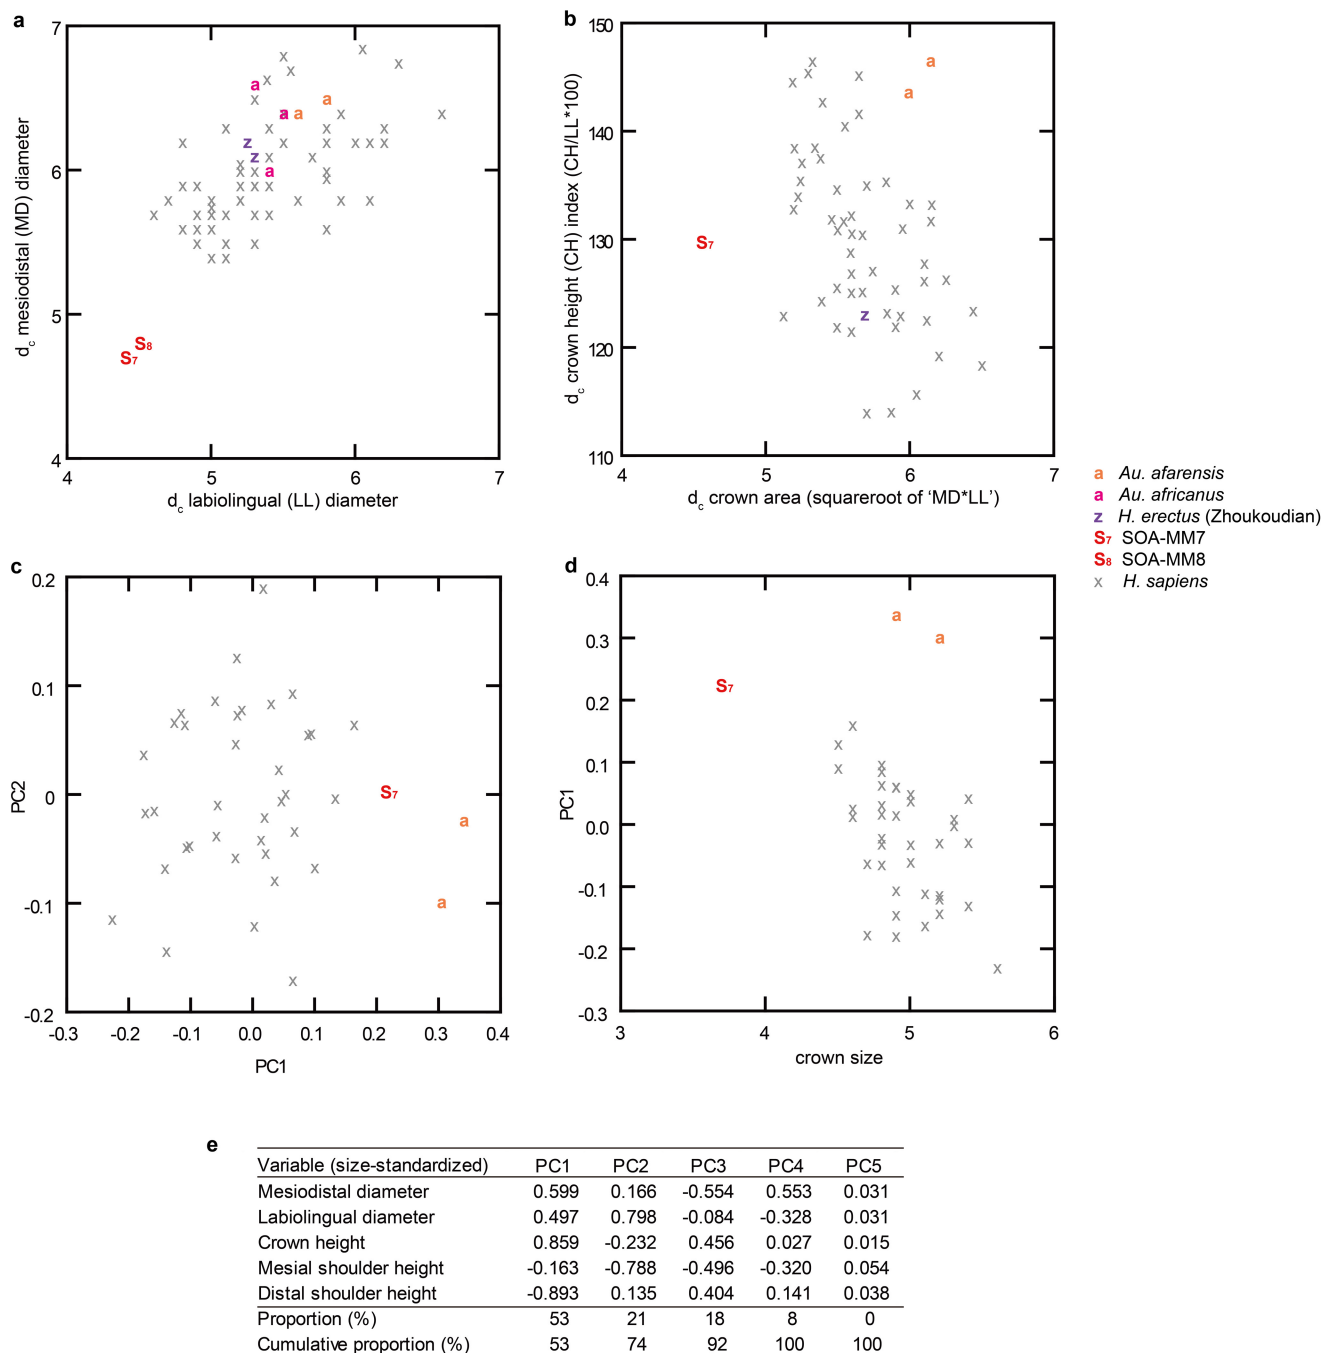 a
7
6
5
4
4
5
6
7
d_c mesiodistal (MD) diameter
d_c labiolingual (LL) diameter
a
a
a
a
a
z
z
S8
S7
b
150
140
130
120
110
4
5
6
7
d_c crown height (CH) index (CH/LL*100)
d_c crown area (squareroot of ‘MD*LL’)
a
a
S7
z
a Au. afarensis
a Au. africanus
z H. erectus (Zhoukoudian)
S7 SOA-MM7
S8 SOA-MM8
x H. sapiens
c
0.2
0.1
0
-0.1
-0.2
-0.3 -0.2 -0.1 0.0 0.1 0.2 0.3 0.4
PC2
PC1
S7
a
a
d
0.4
0.3
0.2
0.1
0.0
-0.1
-0.2
-0.3
3
4
5
6
PC1
crown size
a
a
S7
e
Variable (size-standardized) PC1 PC2 PC3 PC4 PC5
Mesiodistal diameter 0.599 0.166 -0.554 0.553 0.031
Labiolingual diameter 0.497 0.798 -0.084 -0.328 0.031
Crown height 0.859 -0.232 0.456 0.027 0.015
Mesial shoulder height -0.163 -0.788 -0.496 -0.320 0.054
Distal shoulder height -0.893 0.135 0.404 0.141 0.038
Proportion (%) 53 21 18 8 0
Cumulative proportion (%) 53 74 92 100 100